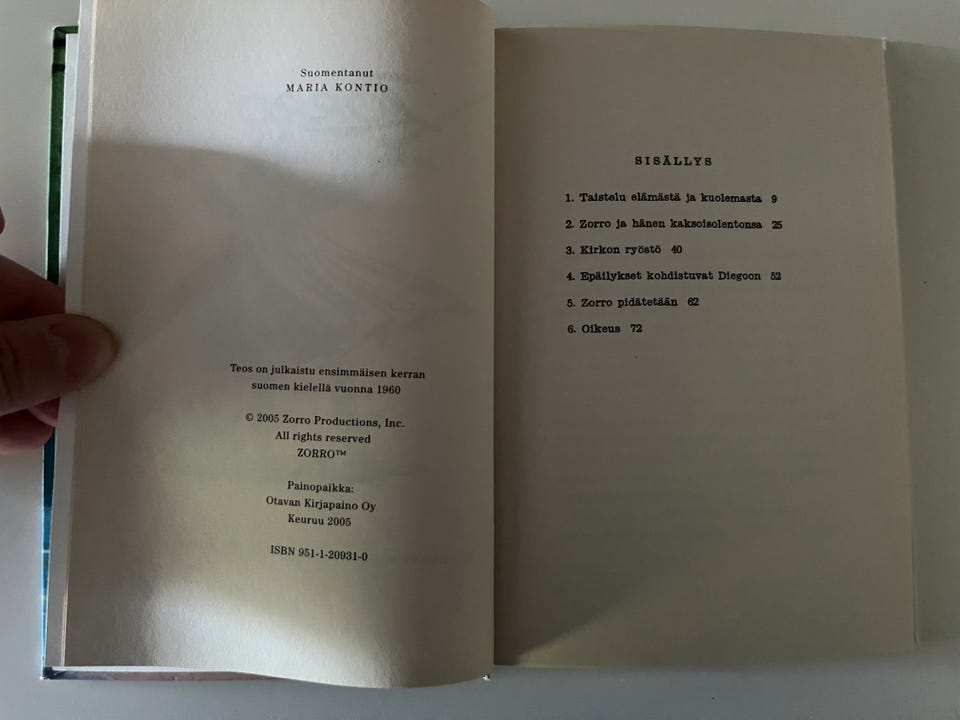 Suomentanut
MARIA KONTIO
Teos on julkaistu ensimmäisen kerran
suomen kielellä vuonna 1960
© 2005 Zorro Productions, Inc.
All rights reserved
ZORRO™
Painopaikka:
Otavan Kirjapaino Oy
Keuruu 2005
ISBN 951-1-20931-0
SISÄLLYS
1. Taistelu elämästä ja kuolemasta 9
2. Zorro ja hänen kaksoisolentonsa 25
3. Kirkon ryöstö 40
4. Epäilykset kohdistuvat Diegoon 52
5. Zorro pidätetään 62
6. Oikeus 72